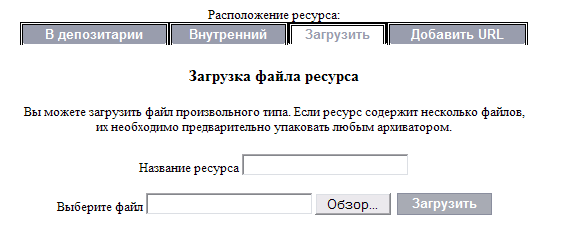 Расположение ресурса:
В депозитарии Внутренний Загрузить Добавить URL
Загрузка файла ресурса
Вы можете загрузить файл произвольного типа. Если ресурс содержит несколько файлов,
их необходимо предварительно упаковать любым архиватором.
Название ресурса
Выберите файл Обзор... Загрузить